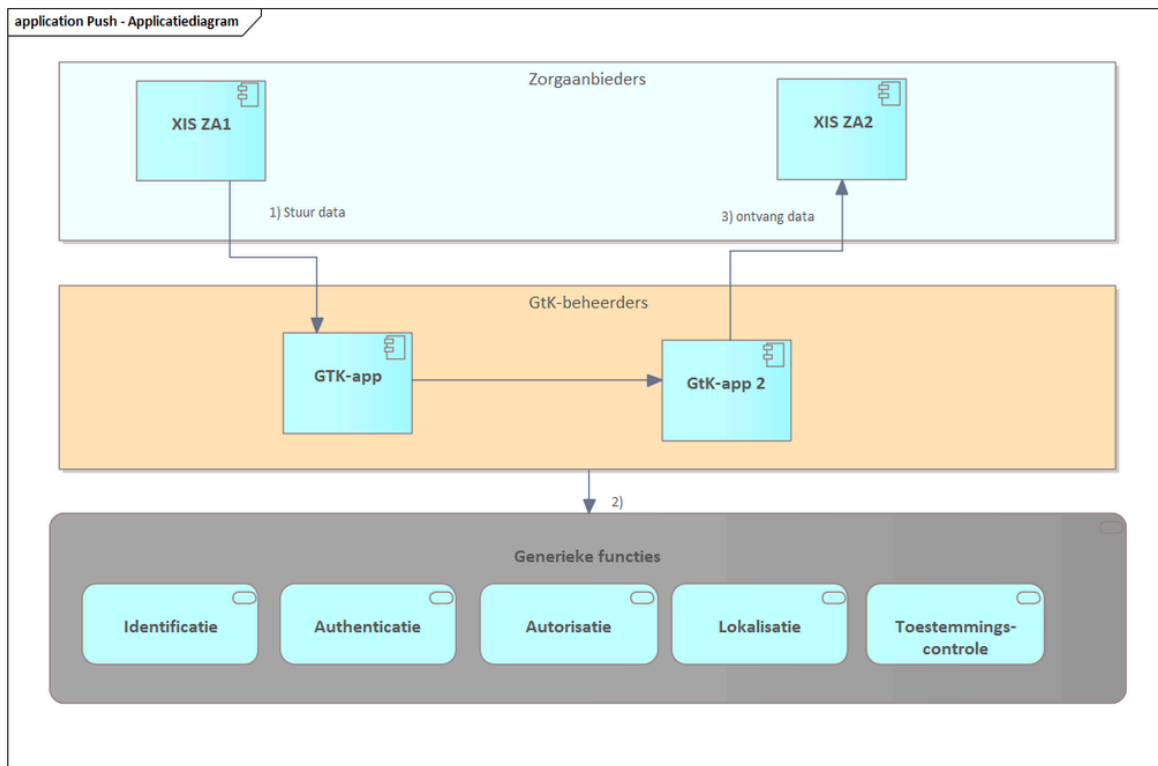 application Push - Applicatiediagram
Zorgaanbieders
XIS ZA1
XIS ZA2
1) Stuur data
3) ontvang data
GtK-beheerders
GTK-app
GtK-app 2
2)
Generieke functies
Identificatie
Authenticatie
Autorisatie
Lokalisatie
Toestemmings-
controle